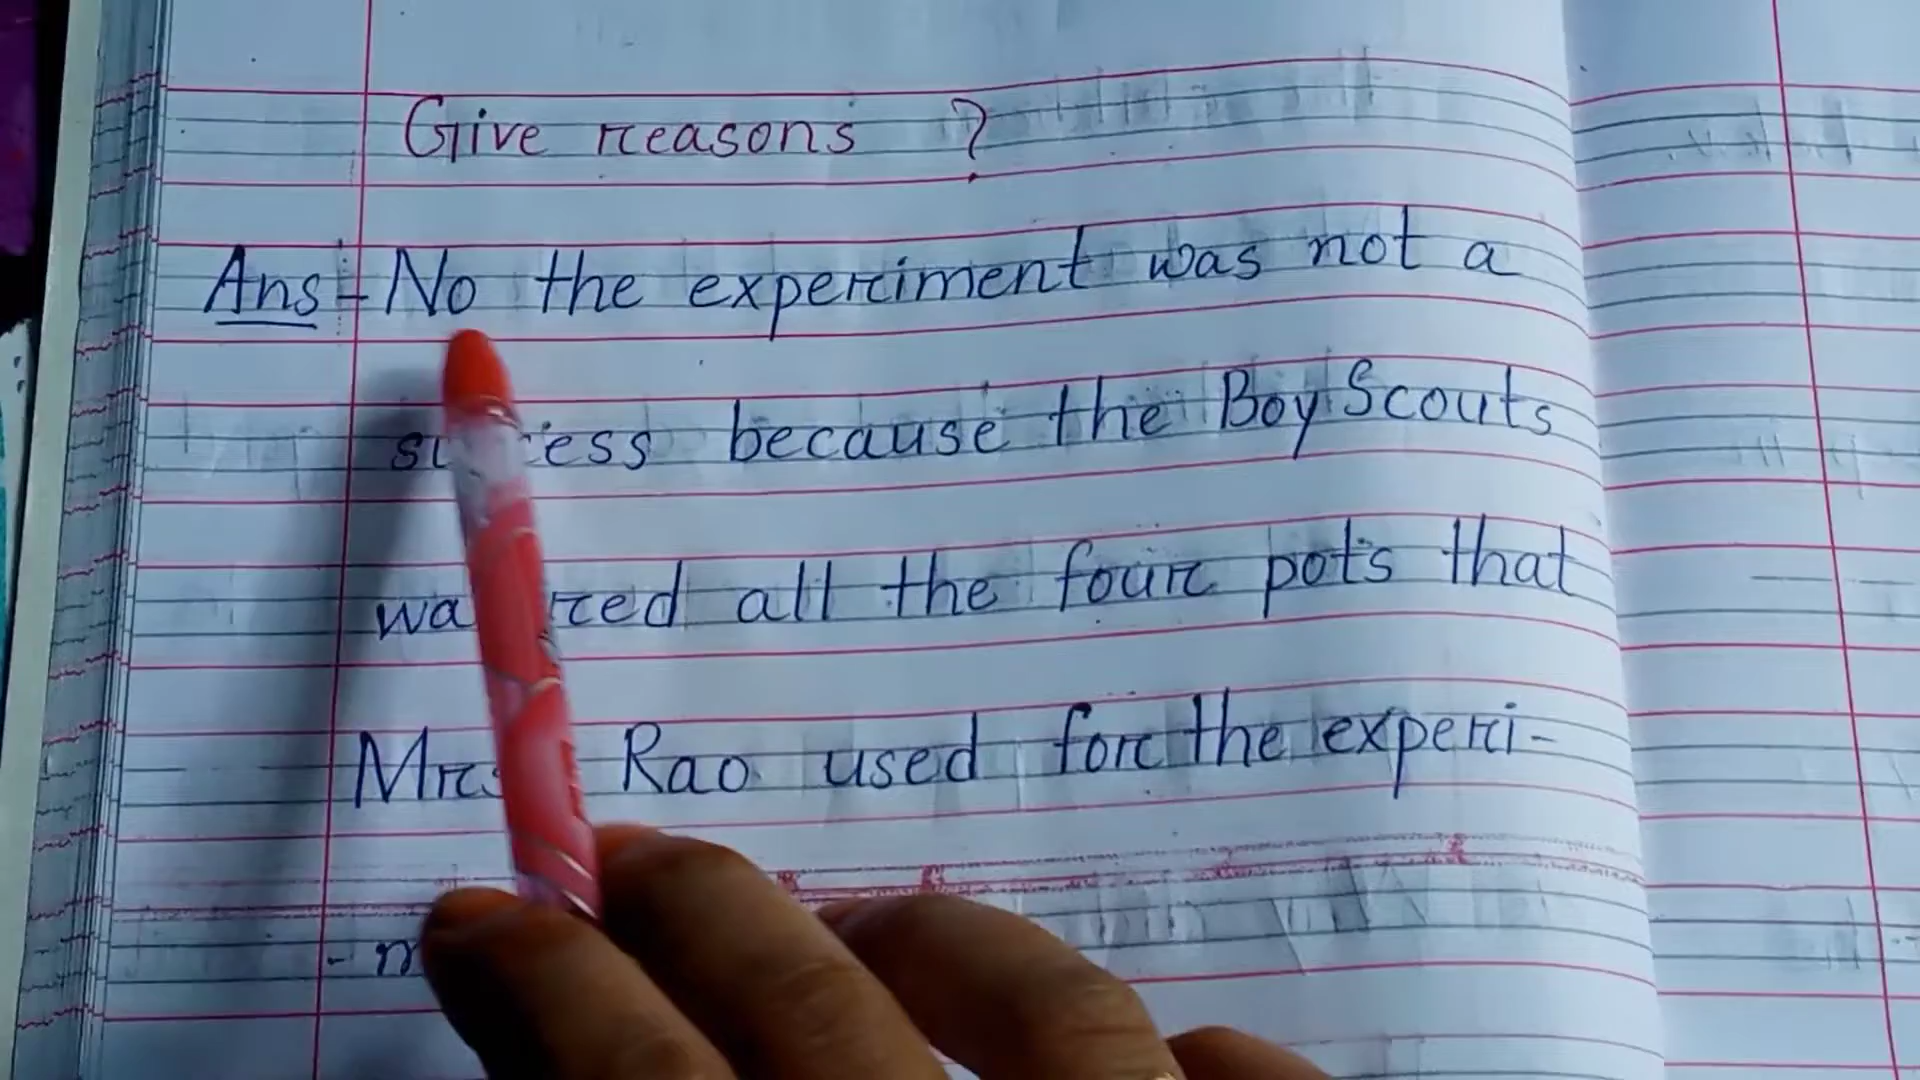 Give reasons ?
Ans - No the experiment was not a
because the Boy Scouts
all the four pots that
Rao used for the experi-